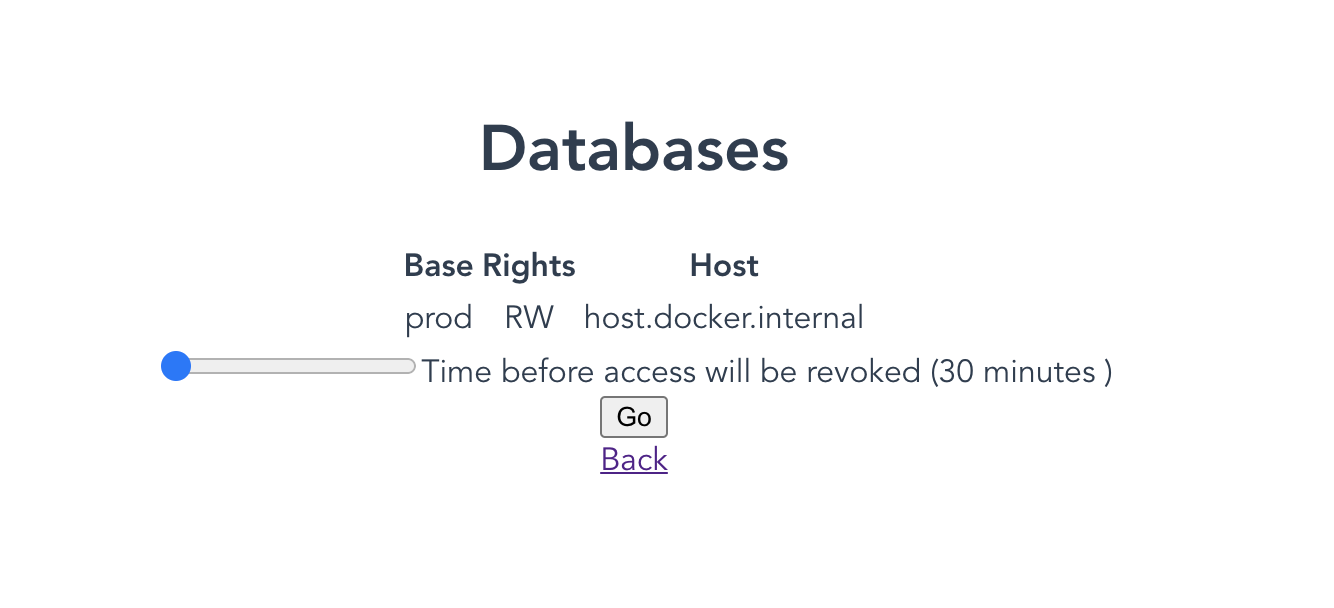 Databases
Base Rights Host
prod RW host.docker.internal
Time before access will be revoked (30 minutes )
Go
Back